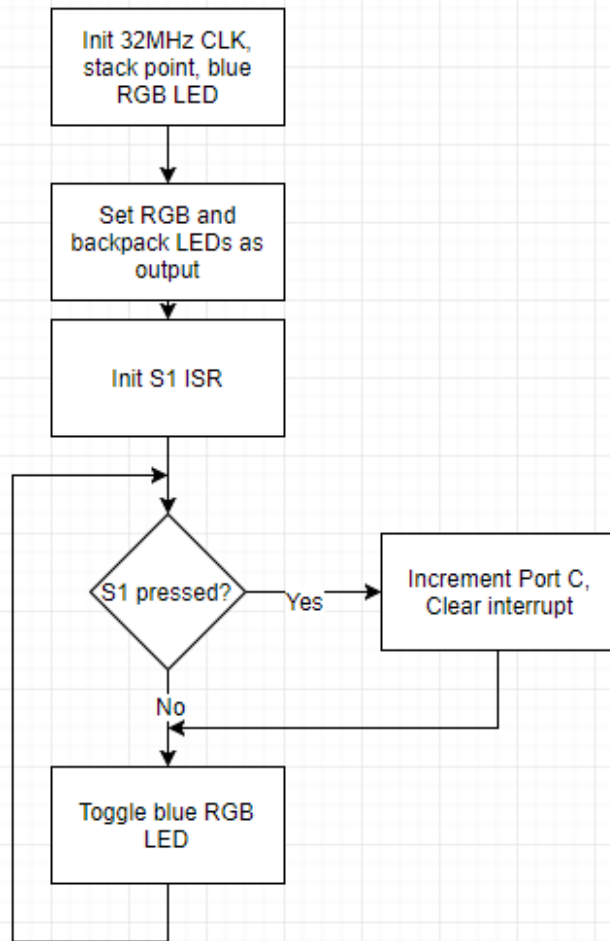 Init 32MHz CLK,
stack point, blue
RGB LED
Set RGB and
backpack LEDs as
output
Init S1 ISR
S1 pressed?
Yes
Increment Port C,
Clear interrupt
No
Toggle blue RGB
LED